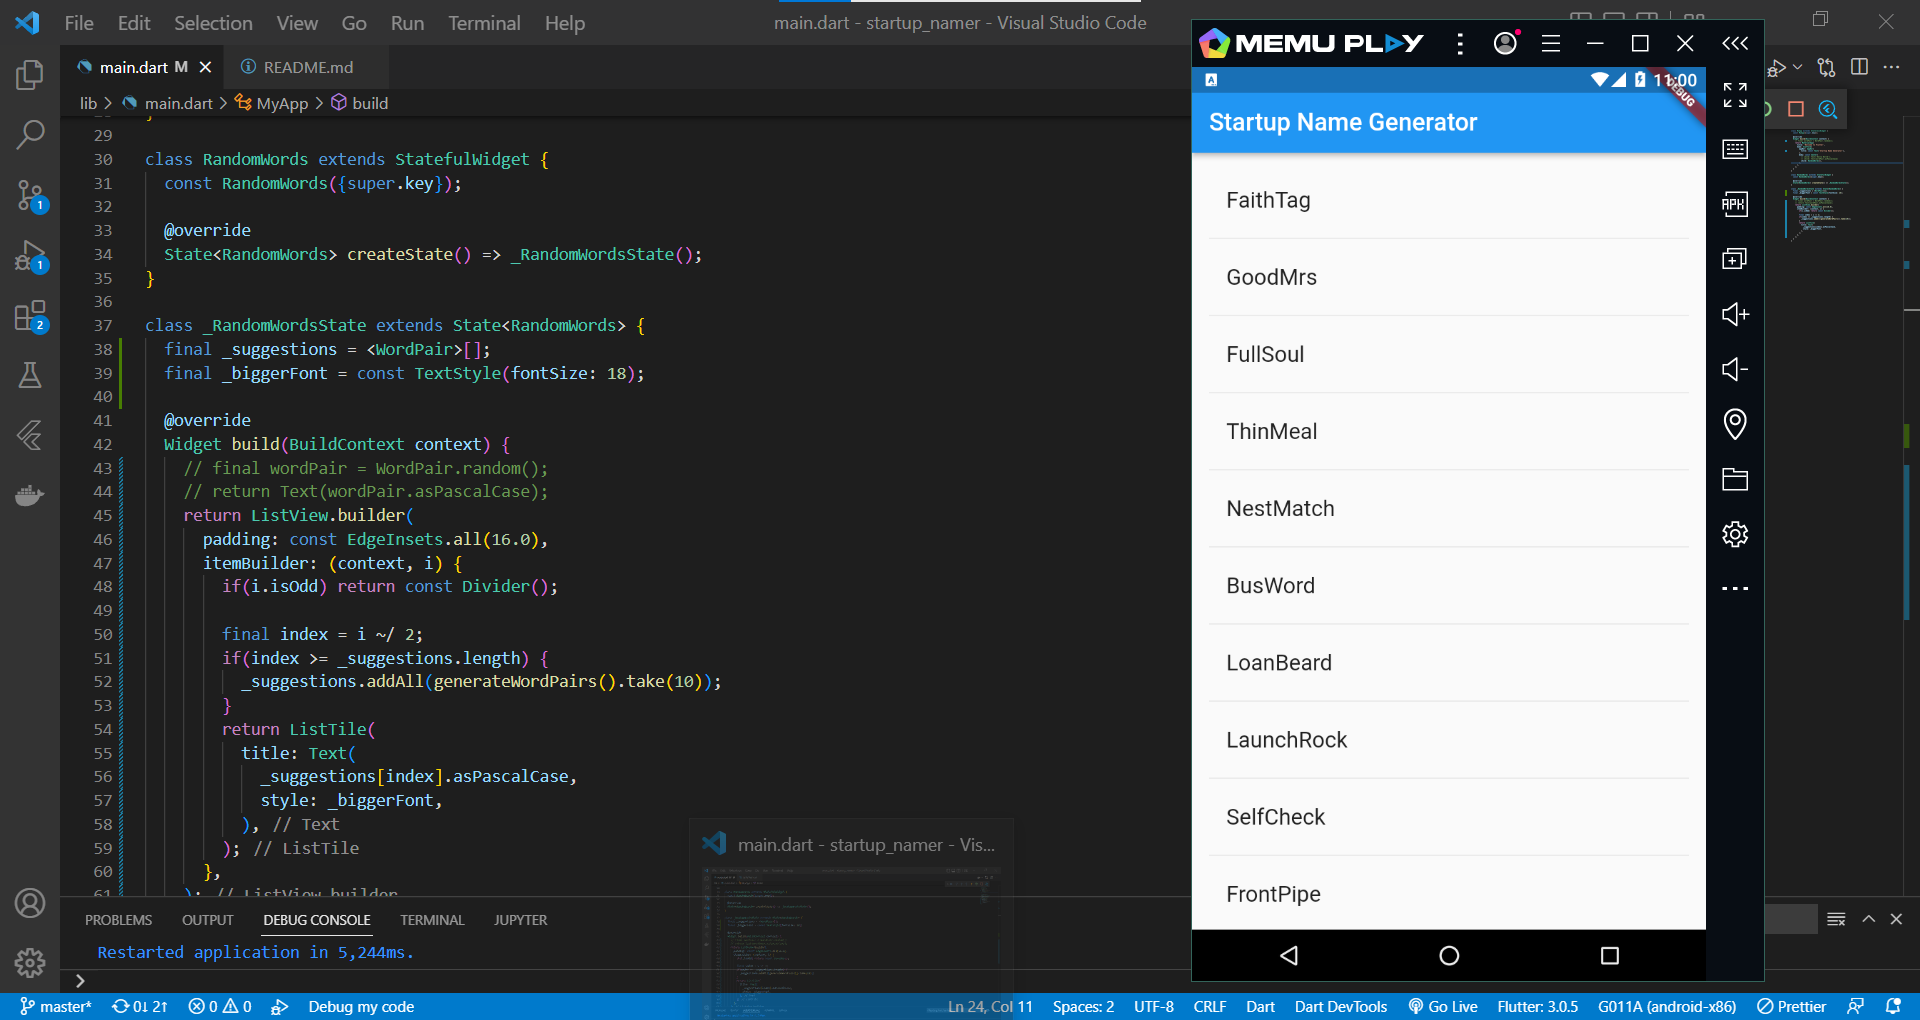 File Edit Selection View Go Run Terminal Help
main.dart - startup_namer - Visual Studio Code
main.dart M
README.md
lib > main.dart > MyApp > build
29
30 class RandomWords extends StatefulWidget {
31 const RandomWords({super.key});
32
33 @override
34 State<RandomWords> createState() => _RandomWordsState();
35 }
36
37 class _RandomWordsState extends State<RandomWords> {
38 final _suggestions = <WordPair>[];
39 final _biggerFont = const TextStyle(fontSize: 18);
40
41 @override
42 Widget build(BuildContext context) {
43 // final wordPair = WordPair.random();
44 // return Text(wordPair.asPascalCase);
45 return ListView.builder(
46 padding: const EdgeInsets.all(16.0),
47 itemBuilder: (context, i) {
48 if(i.isOdd) return const Divider();
49
50 final index = i ~/ 2;
51 if(index >= _suggestions.length) {
52 _suggestions.addAll(generateWordPairs().take(10));
53 }
54 return ListTile(
55 title: Text(
56 _suggestions[index].asPascalCase,
57 style: _biggerFont,
58 ), // Text
59 ); // ListTile
60 },
61 ); // ListView.builder
1
1
2
PROBLEMS OUTPUT DEBUG CONSOLE TERMINAL JUPYTER
Restarted application in 5,244ms.
main.dart - startup_namer - Vis...
MEMU PLAY
11:00
DEBUG
Startup Name Generator
FaithTag
GoodMrs
FullSoul
ThinMeal
NestMatch
BusWord
LoanBeard
LaunchRock
SelfCheck
FrontPipe
APK
master* 0↓ 2↑ 0 0 Debug my code
Ln 24, Col 11 Spaces: 2 UTF-8 CRLF Dart Dart DevTools Go Live Flutter: 3.0.5 G011A (android-x86) Prettier